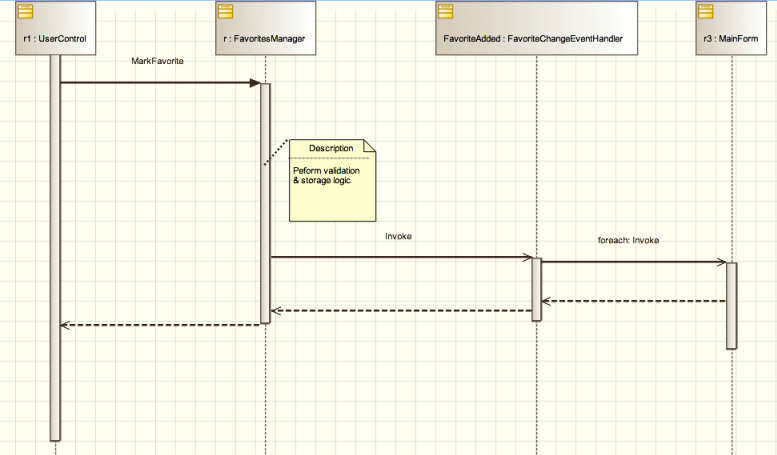 r1 : UserControl
r : FavoritesManager
FavoriteAdded : FavoriteChangeEventHandler
r3 : MainForm
MarkFavorite
Description
Peform validation
& storage logic
Invoke
foreach: Invoke